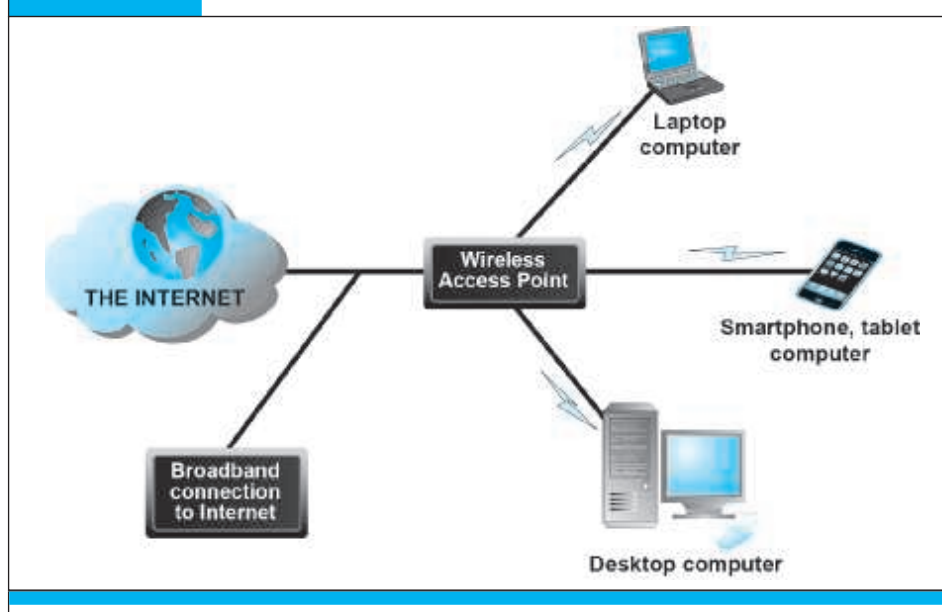 Laptop
computer
THE INTERNET
Wireless
Access Point
Smartphone, tablet
computer
Broadband
connection
to Internet
Desktop computer